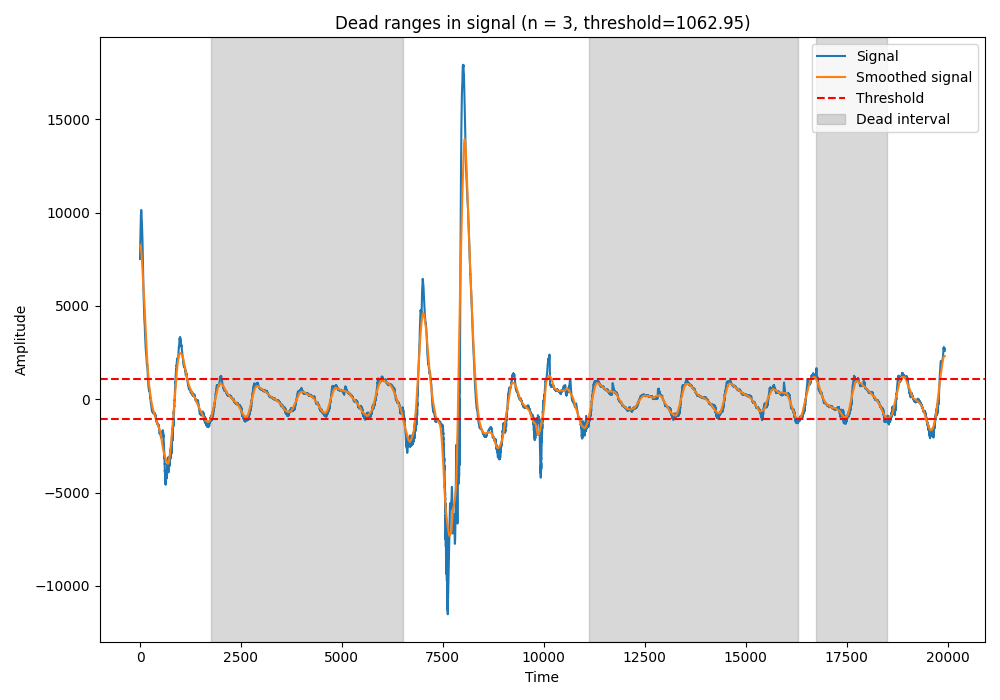 Dead ranges in signal (n = 3, threshold=1062.95)
Signal
Smoothed signal
Threshold
Dead interval
Amplitude
15000
10000
5000
0
−5000
−10000
0 2500 5000 7500 10000 12500 15000 17500 20000
Time